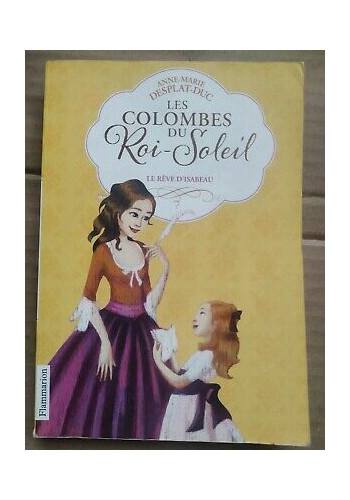 ANNE-MARIE
DESPLAT-DUC
LES
COLOMBES
DU
Roi-Soleil
LE RÊVE D'ISABEAU
Flammarion